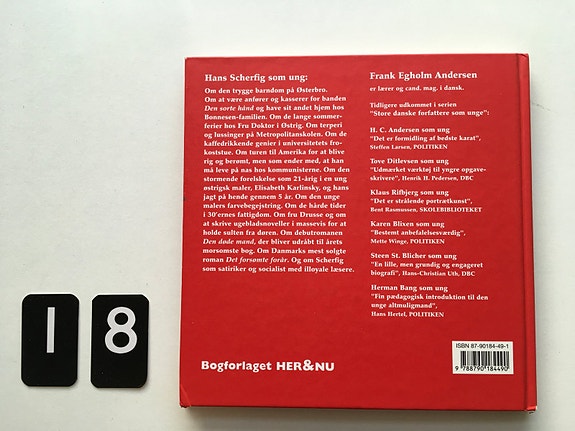 Hans Scherfig som ung:
Om den trygge barndom på Østerbro.
Om at være anfører og kasserer for banden
Den sorte hånd og have sit andet hjem hos
Bonnesen-familien. Om de lange sommer-
ferier hos Fru Doktor i Østrig. Om terperi
og lussinger på Metropolitanskolen. Om de
kaffedrikkende genier i universitetets fro-
kostsue. Om turen til Amerika for at blive
rig og berømt, men som ender med, at han
må leve på nas hos kommunisterne. Om den
stormende forelskelse som 21-årig i en ung
østrigsk maler, Elisabeth Karlinsky, og hans
jagt på hende gennem 5 år. Om den unge
malers farvebegejstring. Om de hårde tider
i 30'ernes fattigdom. Om fru Drusse og om
at skrive ugebladsnoveller i massevis for at
holde sulten fra døren. Om debutromanen
Den døde mand, der bliver udråbt til årets
morsomste bog. Om Danmarks mest solgte
roman Det forsømte forår. Og om Scherfig
som satiriker og socialist med illoyale læsere.
Bogforlaget HER&NU
Frank Egholm Andersen
er lærer og cand. mag. i dansk.
Tidligere udkommet i serien
"Store danske forfattere som unge":
H. C. Andersen som ung
"Det er formidling af bedste karat",
Steffen Larsen, POLITIKEN
Tove Ditlevsen som ung
"Udmærket værktøj til yngre opgave-
skrivere", Henrik H. Pedersen, DBC
Klaus Rifbjerg som ung
"Det er strålende portrætkunst",
Bent Rasmussen, SKOLEBIBLIOTEKET
Karen Blixen som ung
"Bestemt anbefalelsesværdig",
Mette Winge, POLITIKEN
Steen St. Blicher som ung
"En lille, men grundig og engageret
biografi", Hans-Christian Uth, DBC
Herman Bang som ung
"Fin pædagogisk introduktion til den
unge altmuligmand",
Hans Hertel, POLITIKEN
ISBN 87-90184-49-1
9 788790 184490
18